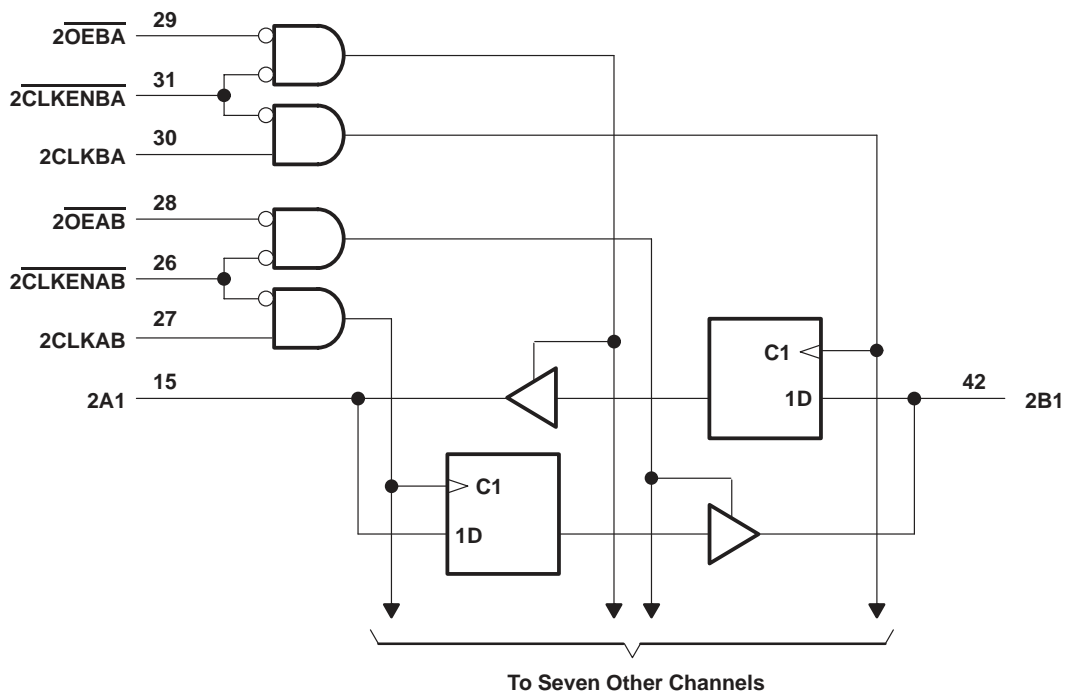 29
2OEBA
31
2CLKENBA
30
2CLKBA
28
2OEAB
26
2CLKENAB
27
2CLKAB
15
2A1
C1
1D
42
2B1
C1
1D
To Seven Other Channels